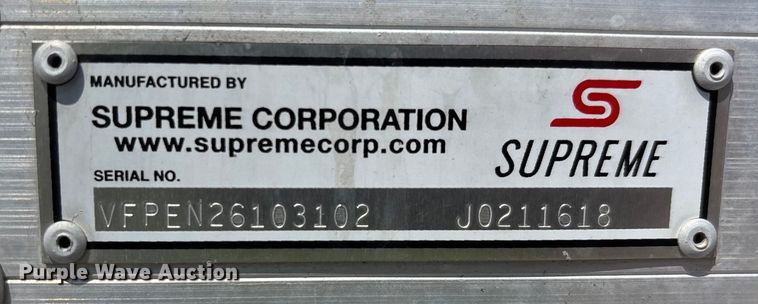 MANUFACTURED BY
SUPREME CORPORATION
www.supremecorp.com
S
SUPREME
SERIAL NO.
VFPEN26103102 J0211618
Purple Wave Auction